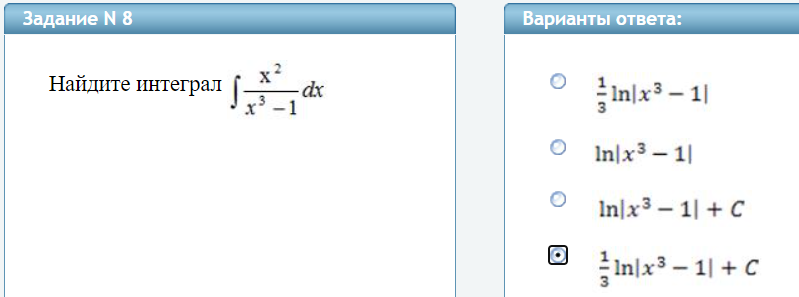 Задание N 8
Найдите интеграл ∫ x² / (x³ – 1) dx
Варианты ответа:
1/3 ln|x³ – 1|
ln|x³ – 1|
ln|x³ – 1| + C
1/3 ln|x³ – 1| + C